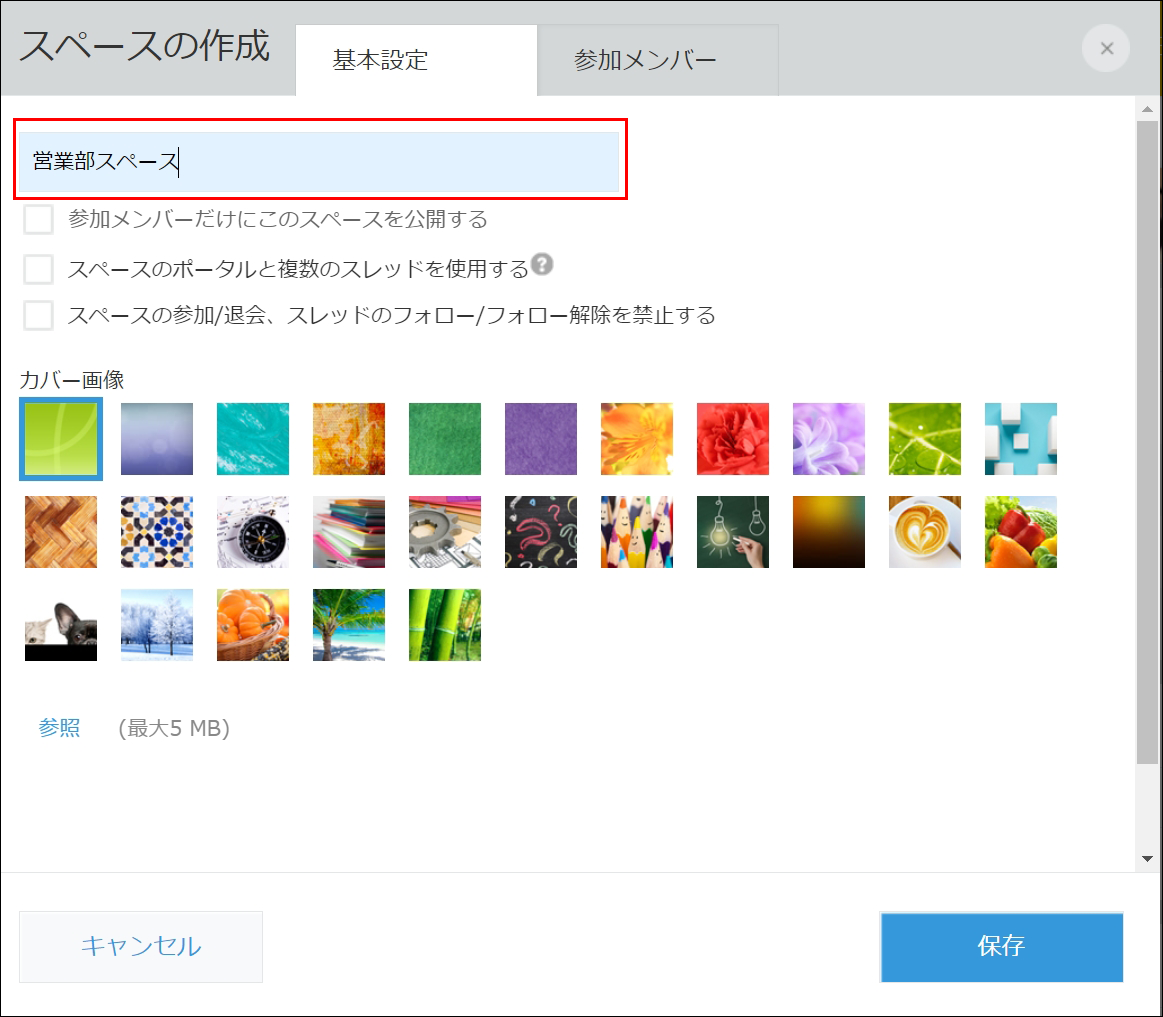 スペースの作成
基本設定
参加メンバー
営業部スペース
参加メンバーだけにこのスペースを公開する
スペースのポータルと複数のスレッドを使用する
スペースの参加/退会、スレッドのフォロー/フォロー解除を禁止する
カバー画像
参照 (最大5 MB)
キャンセル
保存